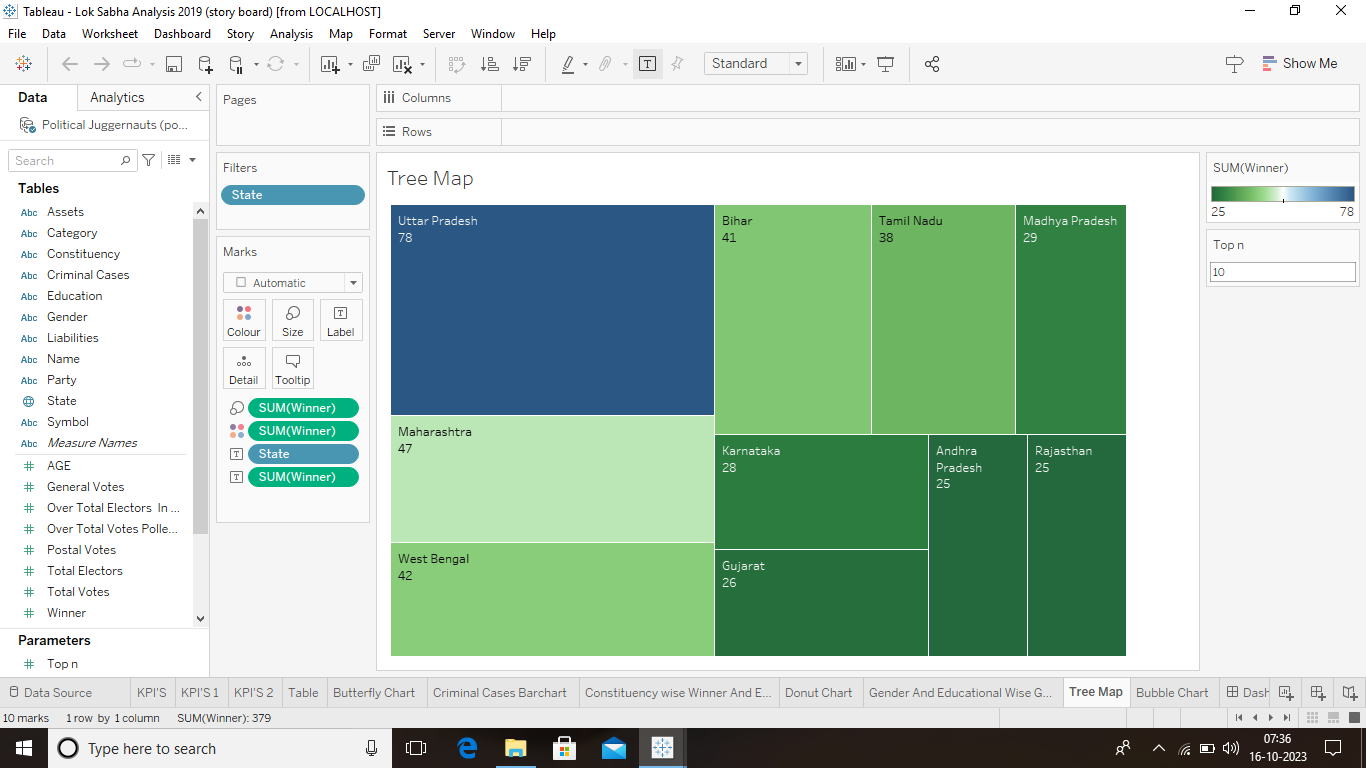 Tableau - Lok Sabha Analysis 2019 (story board) [from LOCALHOST]
File Data Worksheet Dashboard Story Analysis Map Format Server Window Help
Standard
Show Me
Data
Analytics
Political Juggernauts (po...
Search
Tables
Abc Assets
Abc Category
Abc Constituency
Abc Criminal Cases
Abc Education
Abc Gender
Abc Liabilities
Abc Name
Abc Party
State
Abc Symbol
Abc Measure Names
# AGE
# General Votes
# Over Total Electors In ...
# Over Total Votes Polle...
# Postal Votes
# Total Electors
# Total Votes
# Winner
Parameters
# Top n
Pages
Filters
State
Marks
Automatic
Colour
Size
Label
Detail
Tooltip
SUM(Winner)
SUM(Winner)
State
SUM(Winner)
Columns
Rows
Tree Map
Uttar Pradesh
78
Maharashtra
47
West Bengal
42
Bihar
41
Tamil Nadu
38
Madhya Pradesh
29
Karnataka
28
Gujarat
26
Andhra
Pradesh
25
Rajasthan
25
SUM(Winner)
25 78
Top n
10
Data Source KPI'S KPI'S 1 KPI'S 2 Table Butterfly Chart Criminal Cases Barchart Constituency wise Winner And E... Donut Chart Gender And Educational Wise G... Tree Map Bubble Chart Dash
10 marks 1 row by 1 column SUM(Winner): 379
Type here to search
07:36
16-10-2023